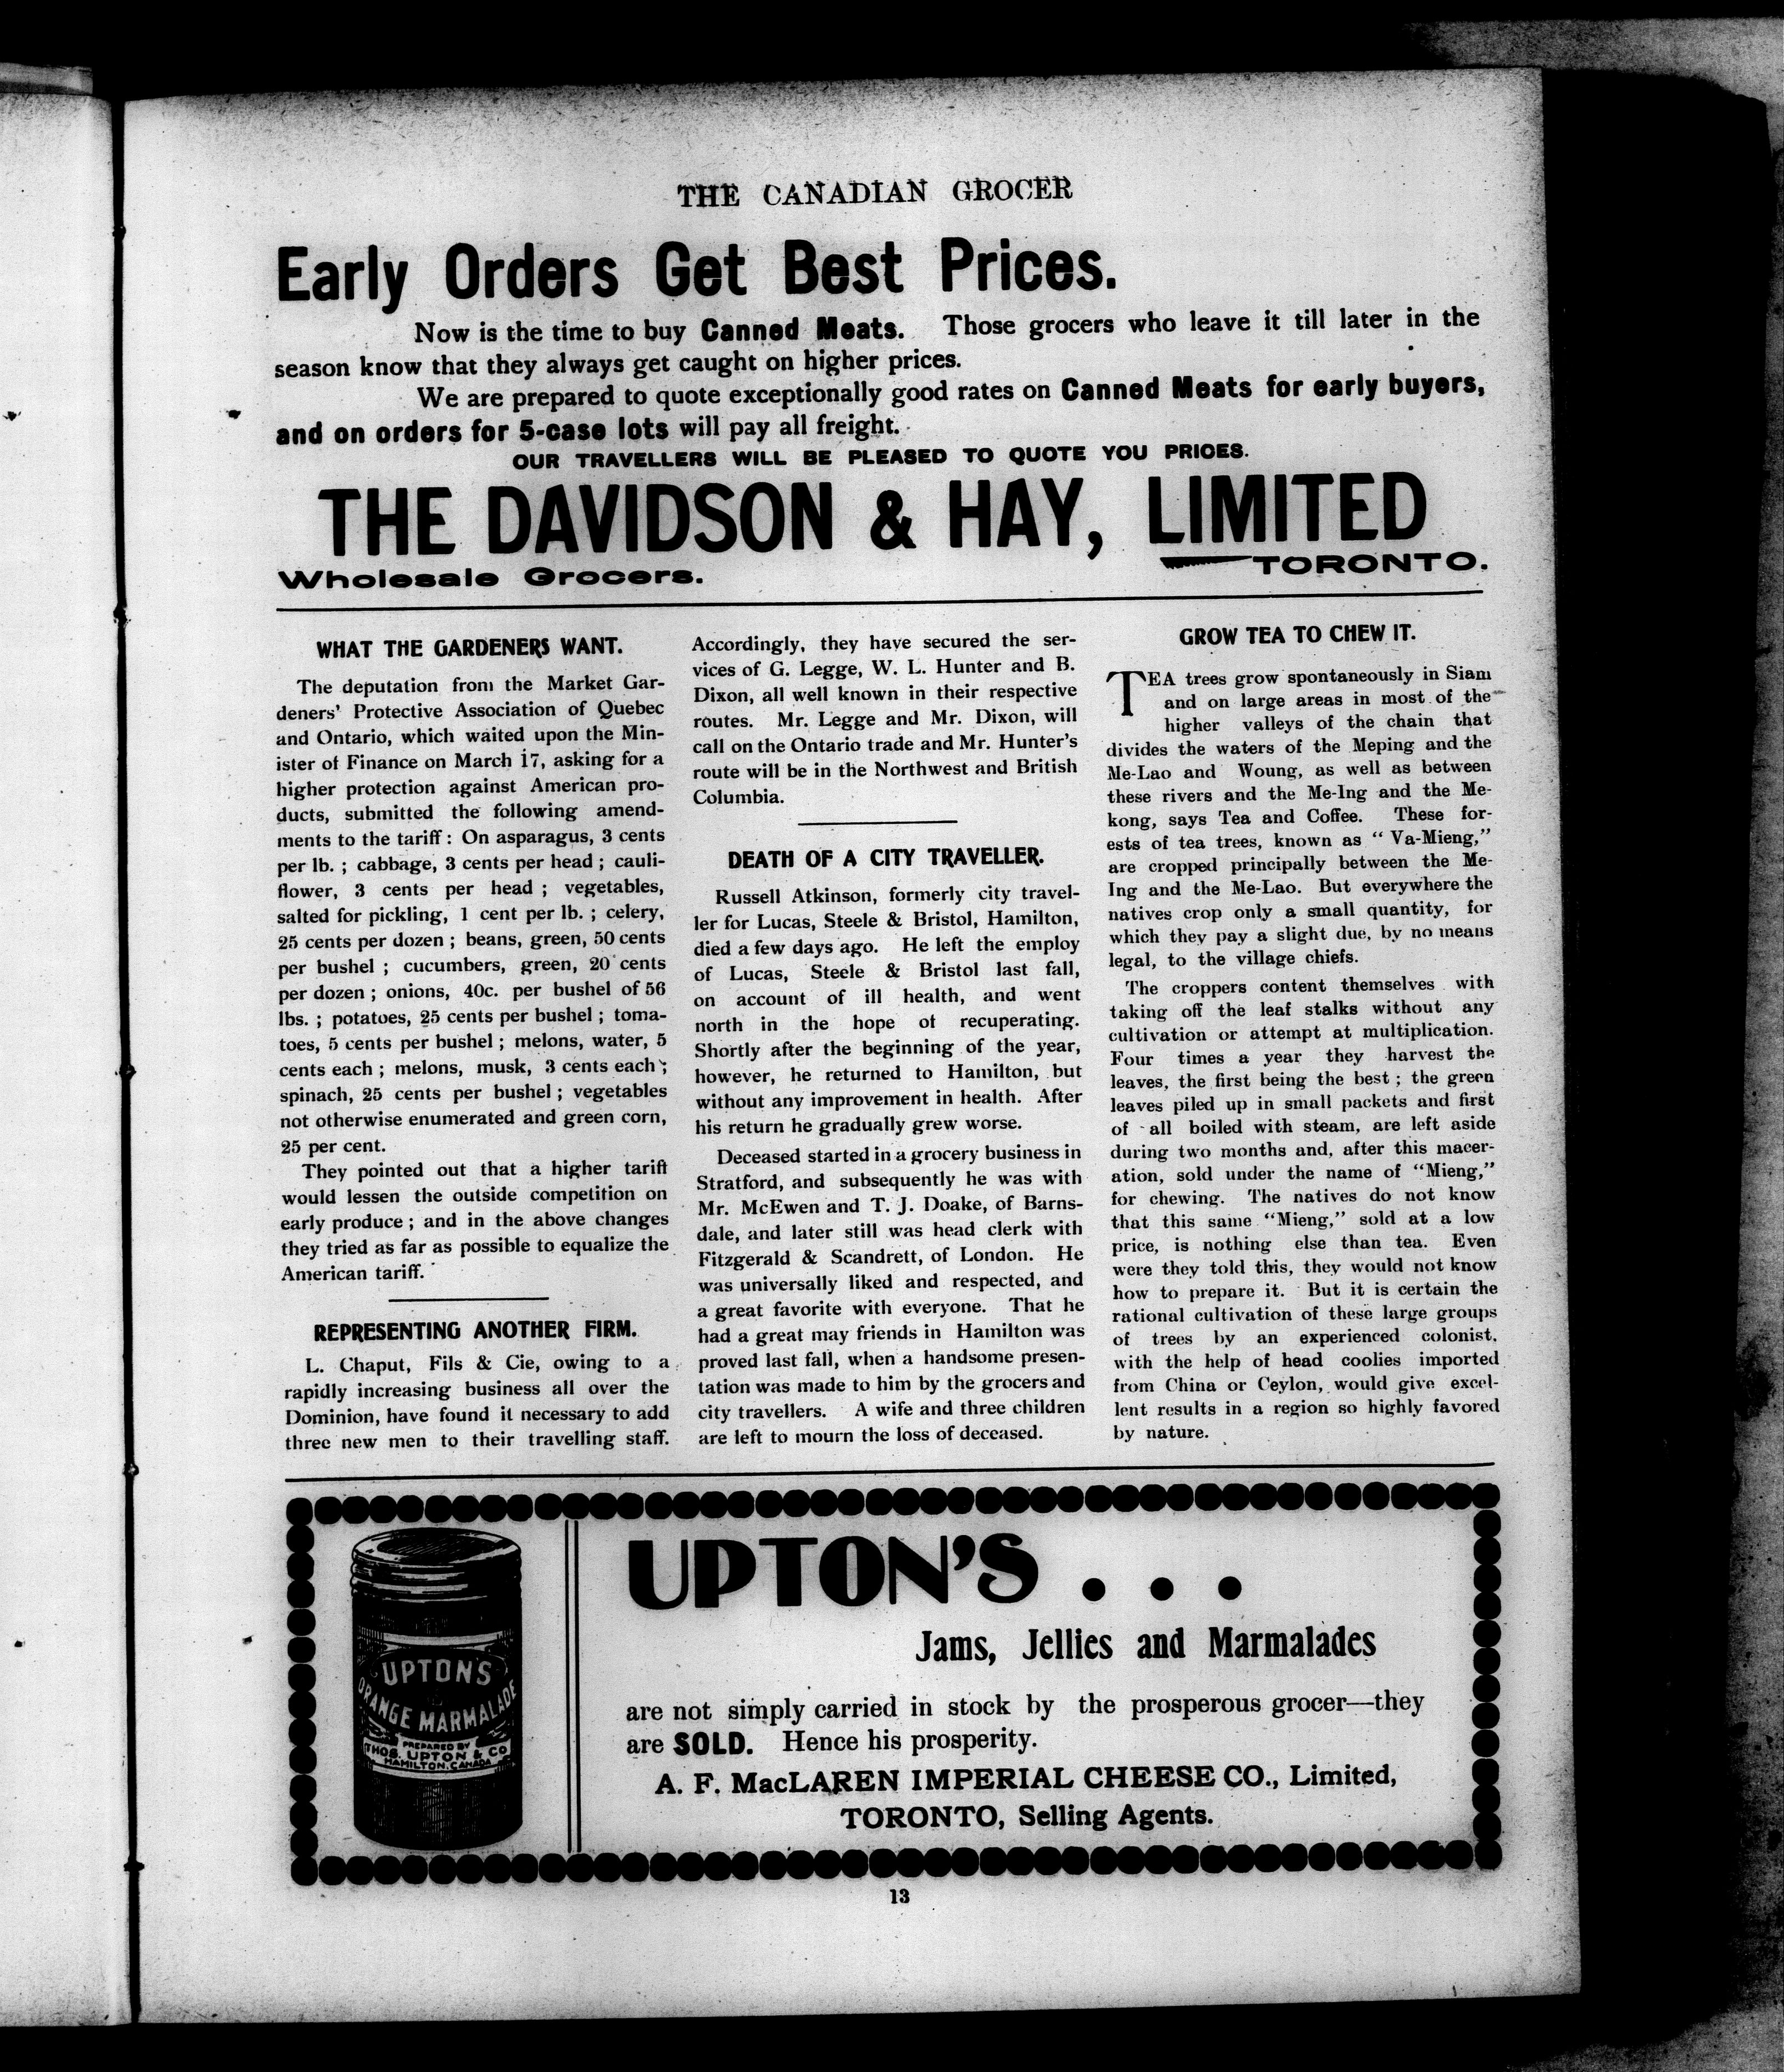 THE CANADIAN GROCER
Early Orders Get Best Prices.
Now is the time to buy Canned Meats. Those grocers who leave it till later in the
season know that they always get caught on higher prices.
We are prepared to quote exceptionally good rates on Canned Meats for early buyers,
and on orders for 5-case lots will pay all freight.
OUR TRAVELLERS WILL BE PLEASED TO QUOTE YOU PRICES.
THE DAVIDSON & HAY, LIMITED
Wholesale Grocers.
TORONTO.
WHAT THE GARDENERS WANT.
The deputation from the Market Gar-
deners' Protective Association of Quebec
and Ontario, which waited upon the Min-
ister of Finance on March 17, asking for a
higher protection against American pro-
ducts, submitted the following amend-
ments to the tariff : On asparagus, 3 cents
per lb. ; cabbage, 3 cents per head ; cauli-
flower, 3 cents per head ; vegetables,
salted for pickling, 1 cent per lb. ; celery,
25 cents per dozen ; beans, green, 50 cents
per bushel ; cucumbers, green, 20 cents
per dozen ; onions, 40c. per bushel of 56
lbs. ; potatoes, 25 cents per bushel ; toma-
toes, 5 cents per bushel ; melons, water, 5
cents each ; melons, musk, 3 cents each ;
spinach, 25 cents per bushel ; vegetables
not otherwise enumerated and green corn,
25 per cent.
They pointed out that a higher tariff
would lessen the outside competition on
early produce ; and in the above changes
they tried as far as possible to equalize the
American tariff.
REPRESENTING ANOTHER FIRM.
L. Chaput, Fils & Cie, owing to a
rapidly increasing business all over the
Dominion, have found it necessary to add
three new men to their travelling staff.
Accordingly, they have secured the ser-
vices of G. Legge, W. L. Hunter and B.
Dixon, all well known in their respective
routes. Mr. Legge and Mr. Dixon, will
call on the Ontario trade and Mr. Hunter's
route will be in the Northwest and British
Columbia.
DEATH OF A CITY TRAVELLER.
Russell Atkinson, formerly city travel-
ler for Lucas, Steele & Bristol, Hamilton,
died a few days ago. He left the employ
of Lucas, Steele & Bristol last fall,
on account of ill health, and went
north in the hope of recuperating.
Shortly after the beginning of the year,
however, he returned to Hamilton, but
without any improvement in health. After
his return he gradually grew worse.
Deceased started in a grocery business in
Stratford, and subsequently he was with
Mr. McEwen and T. J. Doake, of Barns-
dale, and later still was head clerk with
Fitzgerald & Scandrett, of London. He
was universally liked and respected, and
a great favorite with everyone. That he
had a great may friends in Hamilton was
proved last fall, when a handsome presen-
tation was made to him by the grocers and
city travellers. A wife and three children
are left to mourn the loss of deceased.
GROW TEA TO CHEW IT.
TEA trees grow spontaneously in Siam
and on large areas in most of the
higher valleys of the chain that
divides the waters of the Meping and the
Me-Lao and Woung, as well as between
these rivers and the Me-Ing and the Me-
kong, says Tea and Coffee. These for-
ests of tea trees, known as " Va-Mieng,"
are cropped principally between the Me-
Ing and the Me-Lao. But everywhere the
natives crop only a small quantity, for
which they pay a slight due, by no means
legal, to the village chiefs.
The croppers content themselves with
taking off the leaf stalks without any
cultivation or attempt at multiplication.
Four times a year they harvest the
leaves, the first being the best ; the green
leaves piled up in small packets and first
of all boiled with steam, are left aside
during two months and, after this macer-
ation, sold under the name of "Mieng,"
for chewing. The natives do not know
that this same "Mieng," sold at a low
price, is nothing else than tea. Even
were they told this, they would not know
how to prepare it. But it is certain the
rational cultivation of these large groups
of trees by an experienced colonist,
with the help of head coolies imported
from China or Ceylon, would give excel-
lent results in a region so highly favored
by nature.
UPTON'S
ORANGE MARMALADE
PREPARED BY
THOS. UPTON & CO
HAMILTON, CANADA
UPTON'S . . .
Jams, Jellies and Marmalades
are not simply carried in stock by the prosperous grocer—they
are SOLD. Hence his prosperity.
A. F. MacLAREN IMPERIAL CHEESE CO., Limited,
TORONTO, Selling Agents.
13